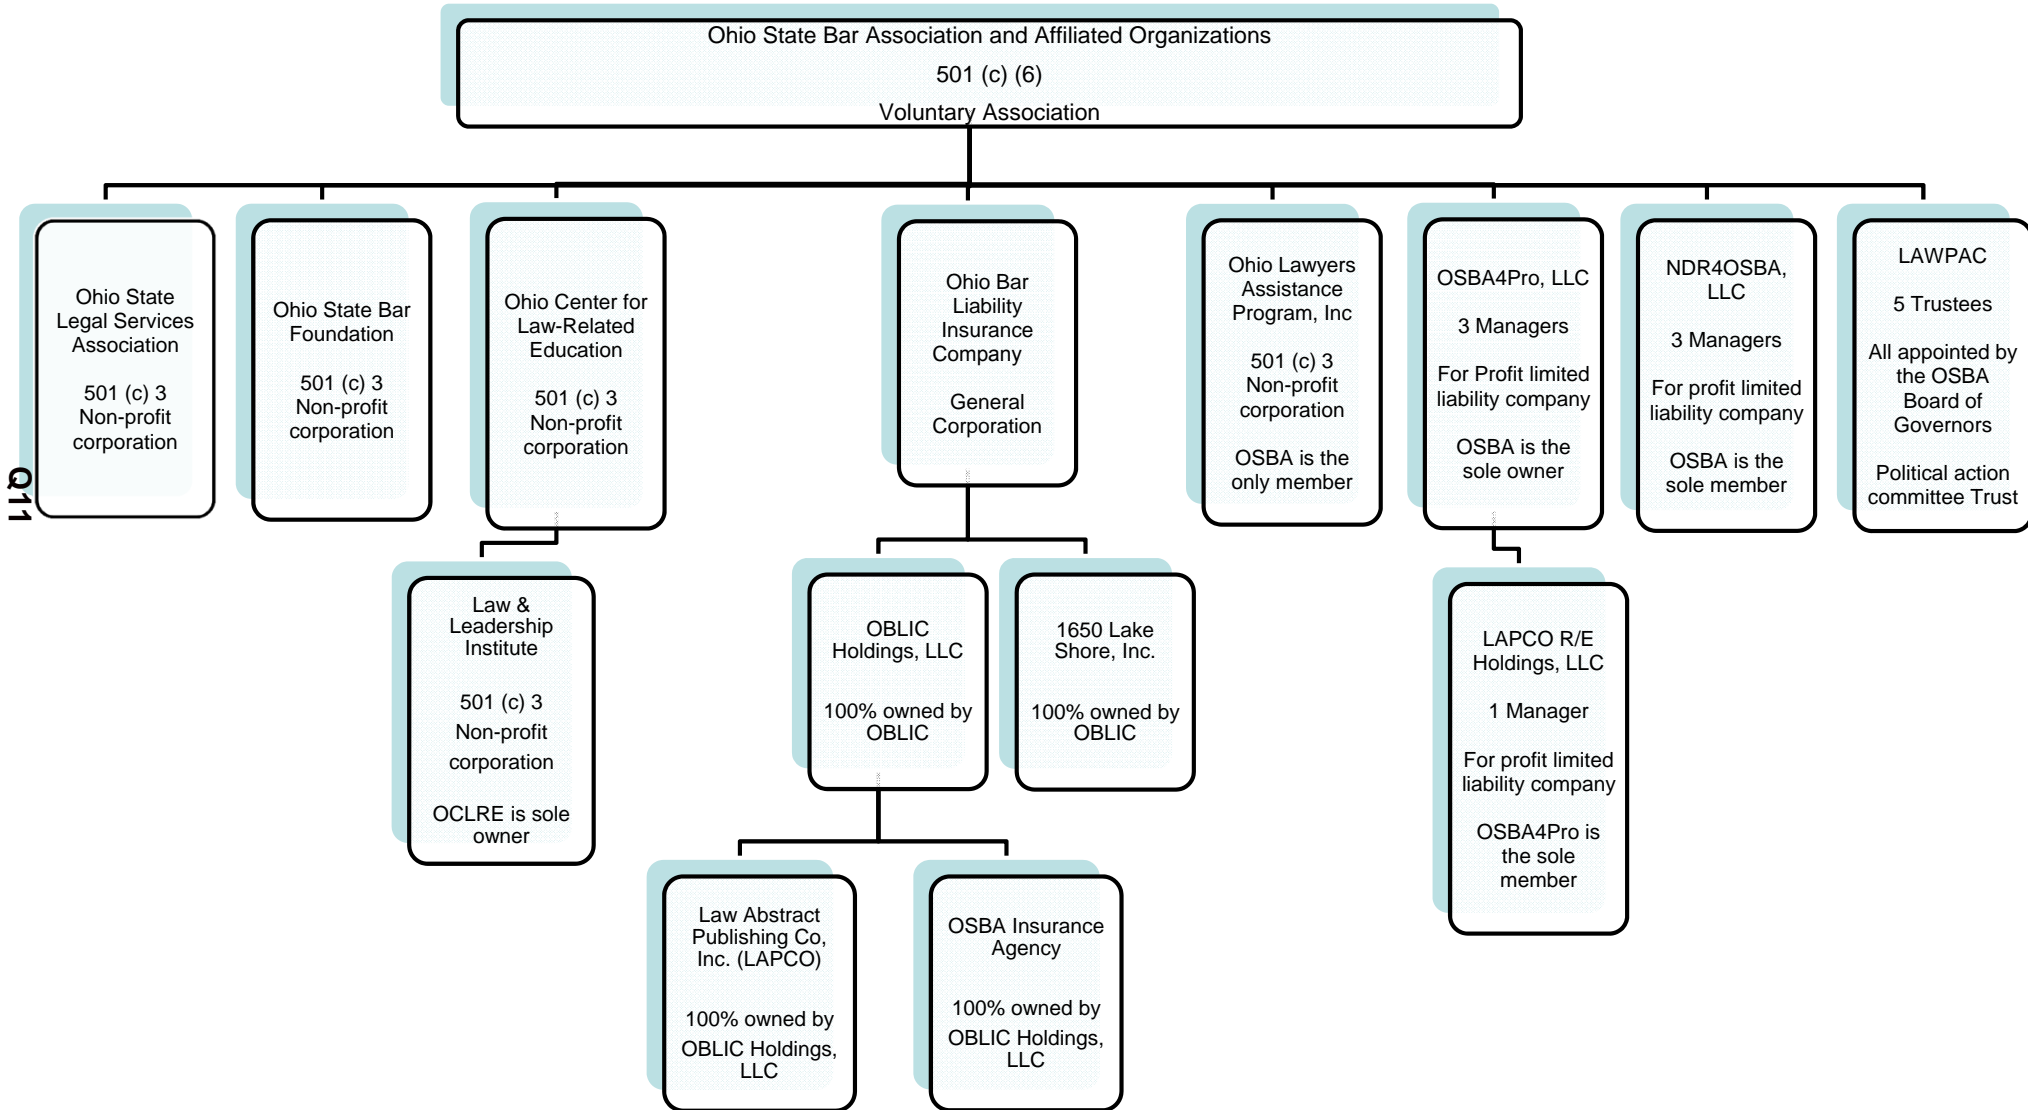 Ohio State Bar Association and Affiliated Organizations
501 (c) (6)
Voluntary Association
Ohio State
Legal Services
Association
501 (c) 3
Non-profit
corporation
Ohio State Bar
Foundation
501 (c) 3
Non-profit
corporation
Ohio Center for
Law-Related
Education
501 (c) 3
Non-profit
corporation
Ohio Bar
Liability
Insurance
Company
General
Corporation
Ohio Lawyers
Assistance
Program, Inc
501 (c) 3
Non-profit
corporation
OSBA is the
only member
OSBA4Pro, LLC
3 Managers
For Profit limited
liability company
OSBA is the
sole owner
NDR4OSBA,
LLC
3 Managers
For profit limited
liability company
OSBA is the
sole member
LAWPAC
5 Trustees
All appointed by
the OSBA
Board of
Governors
Political action
committee Trust
Q11
Law &
Leadership
Institute
501 (c) 3
Non-profit
corporation
OCLRE is sole
owner
OBLIC
Holdings, LLC
100% owned by
OBLIC
1650 Lake
Shore, Inc.
100% owned by
OBLIC
LAPCO R/E
Holdings, LLC
1 Manager
For profit limited
liability company
OSBA4Pro is
the sole
member
Law Abstract
Publishing Co,
Inc. (LAPCO)
100% owned by
OBLIC Holdings,
LLC
OSBA Insurance
Agency
100% owned by
OBLIC Holdings,
LLC